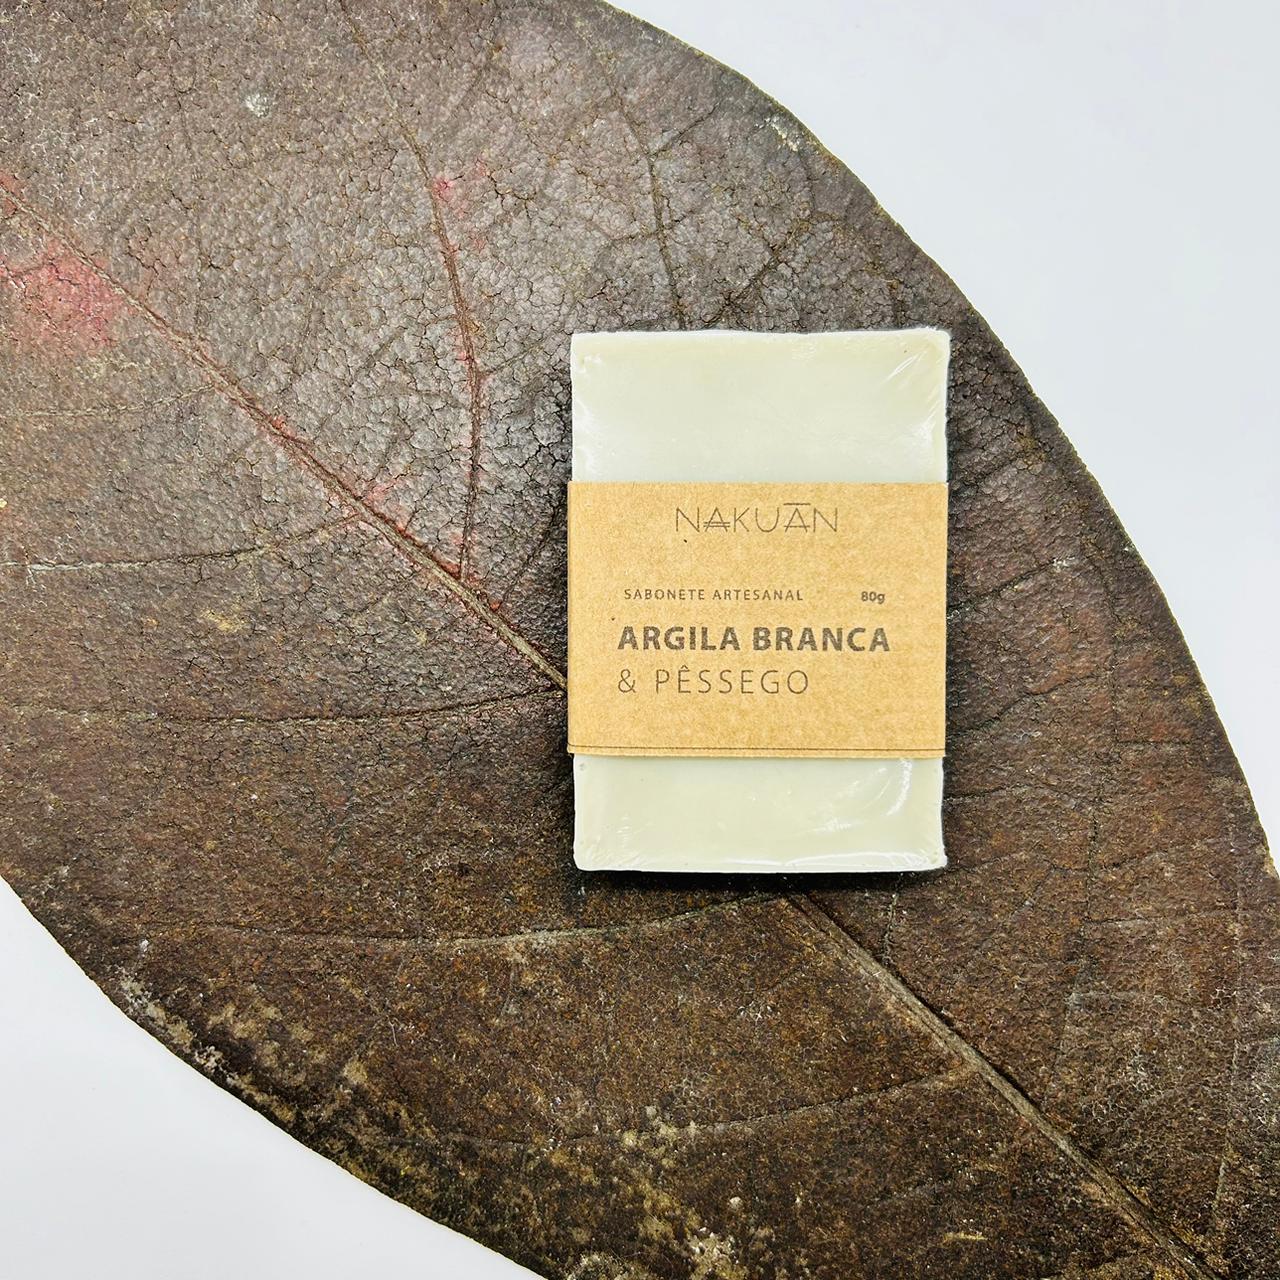 NAKUĀN
SABONETE ARTESANAL 80g
ARGILA BRANCA
& PÊSSEGO